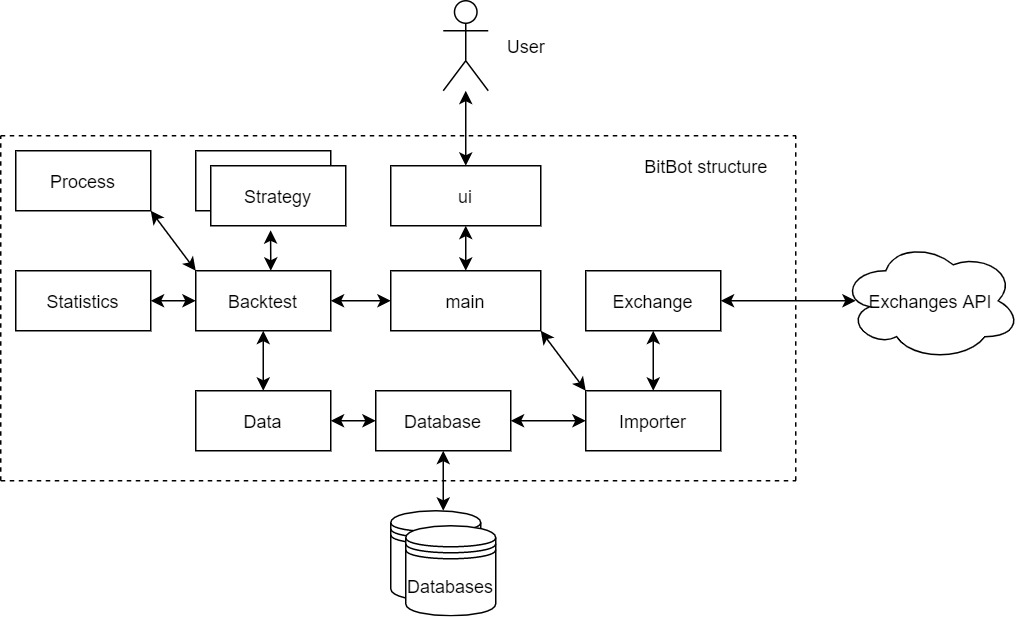 User
BitBot structure
Process
Strategy
ui
Statistics
Backtest
main
Exchange
Exchanges API
Data
Database
Importer
Databases